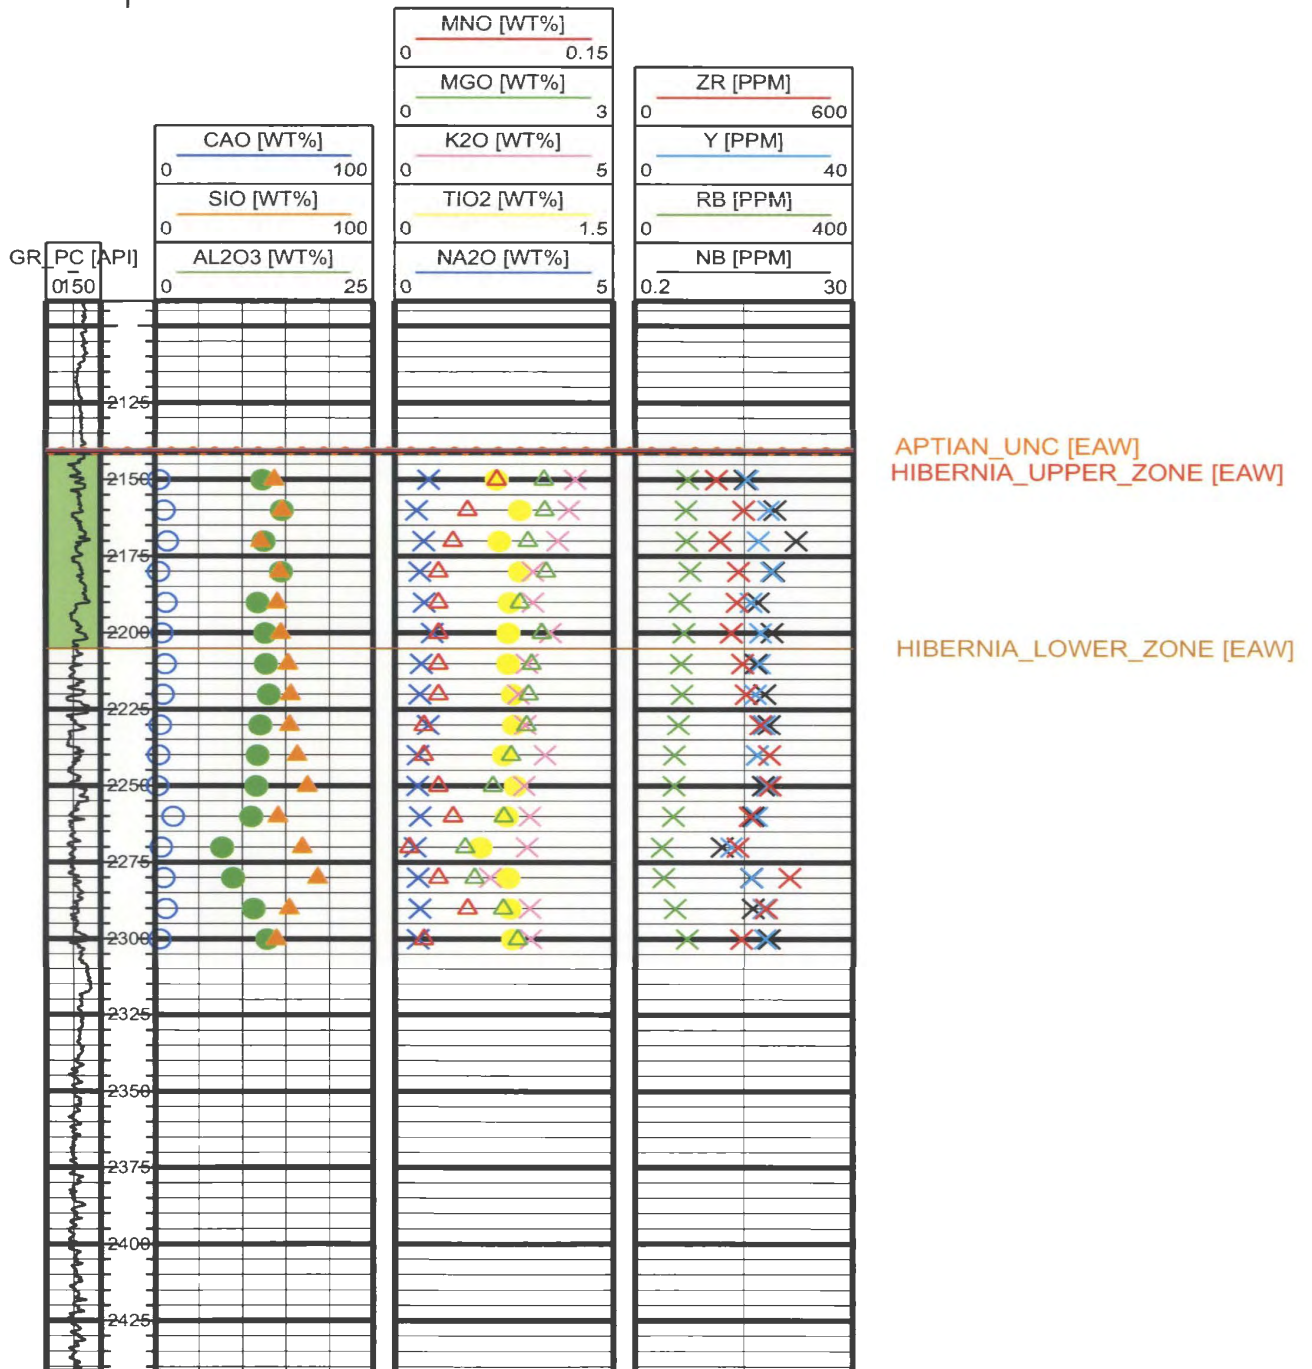 MNO [WT%]
0 0.15
MGO [WT%]
0 3
K2O [WT%]
0 5
TIO2 [WT%]
0 1.5
NA2O [WT%]
0 5
ZR [PPM]
0 600
Y [PPM]
0 40
RB [PPM]
0 400
NB [PPM]
0.2 30
CAO [WT%]
0 100
SIO [WT%]
0 100
AL2O3 [WT%]
0 25
GR_PC [API]
0 150
2125
APTIAN_UNC [EAW]
HIBERNIA_UPPER_ZONE [EAW]
2150
2175
2200
HIBERNIA_LOWER_ZONE [EAW]
2225
2250
2275
2300
2325
2350
2375
2400
2425